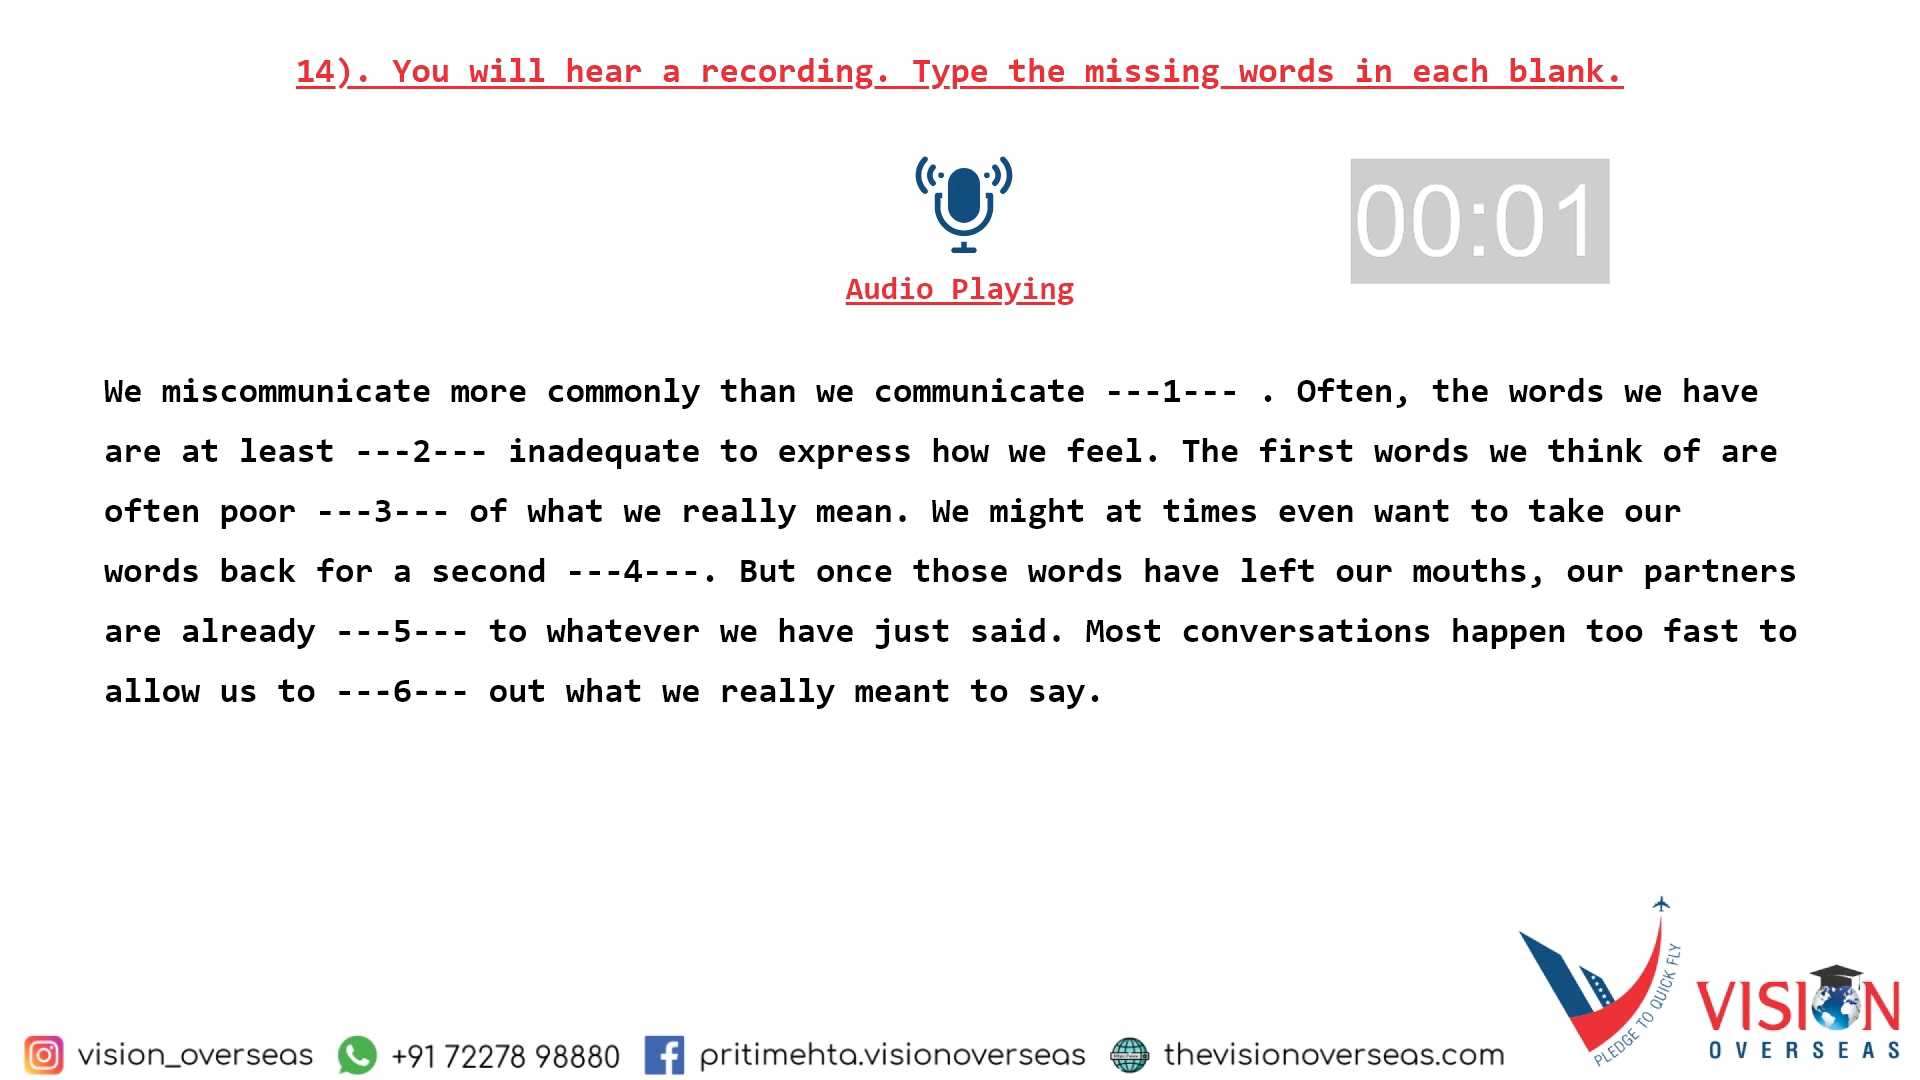 14). You will hear a recording. Type the missing words in each blank.
00:01
Audio Playing
We miscommunicate more commonly than we communicate ---1--- . Often, the words we have
are at least ---2--- inadequate to express how we feel. The first words we think of are
often poor ---3--- of what we really mean. We might at times even want to take our
words back for a second ---4---. But once those words have left our mouths, our partners
are already ---5--- to whatever we have just said. Most conversations happen too fast to
allow us to ---6--- out what we really meant to say.
PLEDGE TO QUICK FLY
VISION
OVERSEAS
vision_overseas
+91 72278 98880
pritimehta.visionoverseas
thevisionoverseas.com